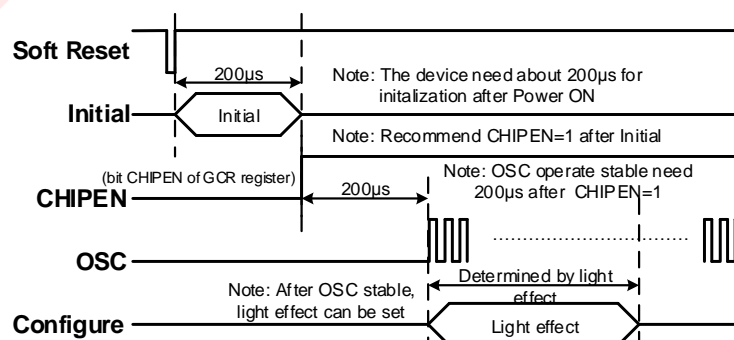 Soft Reset
200µs
Note: The device need about 200µs for
initalization after Power ON
Initial
Initial
Note: Recommend CHIPEN=1 after Initial
(bit CHIPEN of GCR register)
CHIPEN
200µs
Note: OSC operate stable need
200µs after CHIPEN=1
OSC
Note: After OSC stable,
light effect can be set
Determined by light
effect
Configure
Light effect